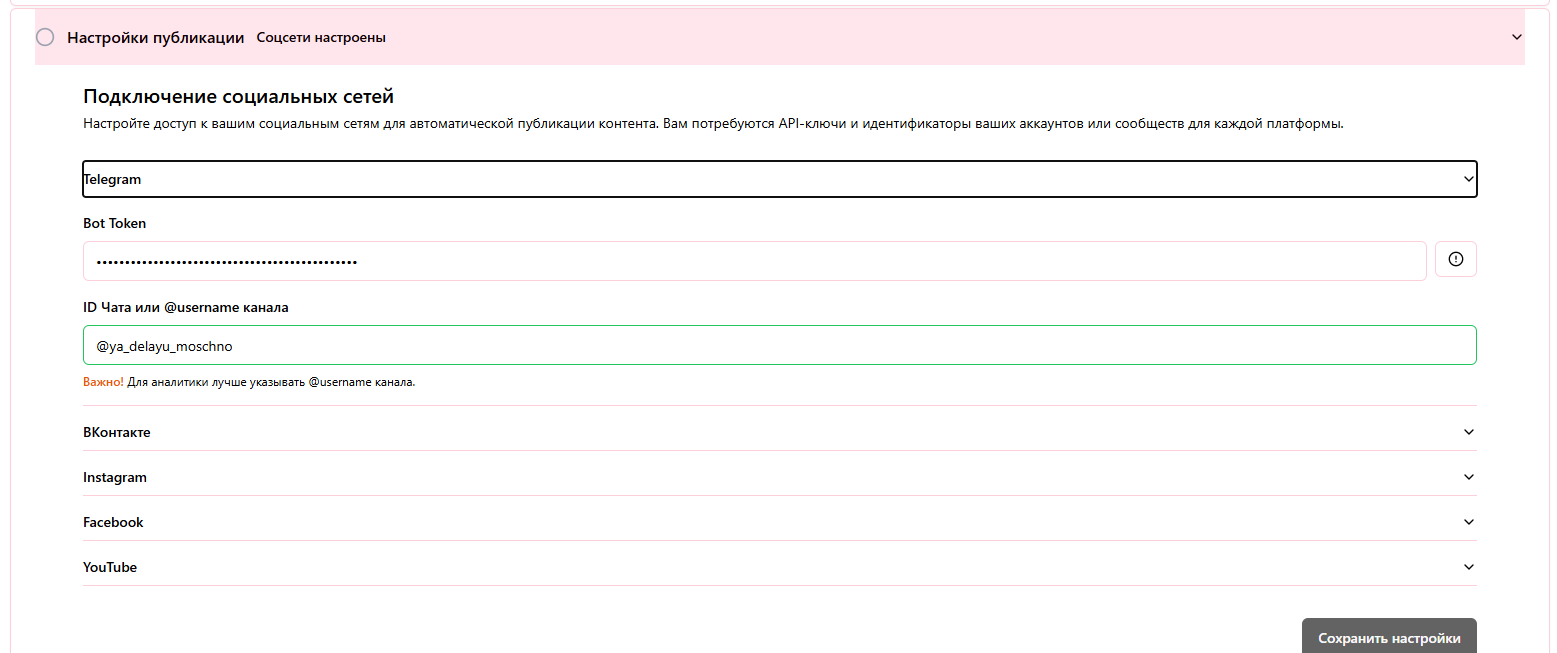 Настройки публикации Соцсети настроены
Подключение социальных сетей
Настройте доступ к вашим социальным сетям для автоматической публикации контента. Вам потребуются API-ключи и идентификаторы ваших аккаунтов или сообществ для каждой платформы.
Telegram
Bot Token
••••••••••••••••••••••••••••••••••••••••••••••
ID Чата или @username канала
@ya_delayu_moschno
Важно! Для аналитики лучше указывать @username канала.
ВКонтакте
Instagram
Facebook
YouTube
Сохранить настройки